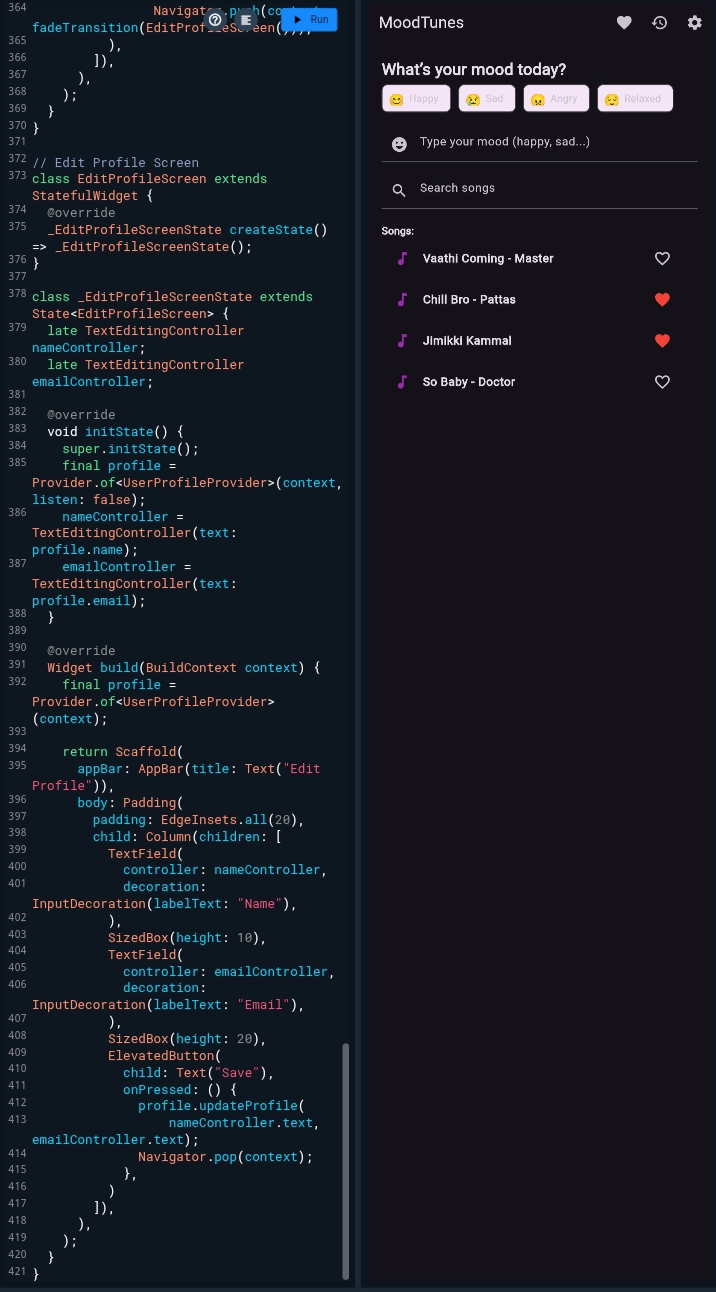 364 Navigator.push(context,
fadeTransition(EditProfileScreen()));
Run
365 ),
366 ]),
367 ),
368 );
369 }
370 }
371
372 // Edit Profile Screen
373 class EditProfileScreen extends
StatefulWidget {
374 @override
375 _EditProfileScreenState createState()
=> _EditProfileScreenState();
376 }
377
378 class _EditProfileScreenState extends
State<EditProfileScreen> {
379 late TextEditingController
nameController;
380 late TextEditingController
emailController;
381
382 @override
383 void initState() {
384 super.initState();
385 final profile =
Provider.of<UserProfileProvider>(context,
listen: false);
386 nameController =
TextEditingController(text:
profile.name);
387 emailController =
TextEditingController(text:
profile.email);
388 }
389
390 @override
391 Widget build(BuildContext context) {
392 final profile =
Provider.of<UserProfileProvider>
(context);
393
394 return Scaffold(
395 appBar: AppBar(title: Text("Edit
Profile")),
396 body: Padding(
397 padding: EdgeInsets.all(20),
398 child: Column(children: [
399 TextField(
400 controller: nameController,
401 decoration:
InputDecoration(labelText: "Name"),
402 ),
403 SizedBox(height: 10),
404 TextField(
405 controller: emailController,
406 decoration:
InputDecoration(labelText: "Email"),
407 ),
408 SizedBox(height: 20),
409 ElevatedButton(
410 child: Text("Save"),
411 onPressed: () {
412 profile.updateProfile(
413 nameController.text,
emailController.text);
414 Navigator.pop(context);
415 },
416 )
417 ]),
418 ),
419 );
420 }
421 }
MoodTunes
What's your mood today?
😊 Happy 😢 Sad 😠 Angry 😌 Relaxed
Type your mood (happy, sad...)
Search songs
Songs:
Vaathi Coming - Master
Chill Bro - Pattas
Jimikki Kammal
So Baby - Doctor